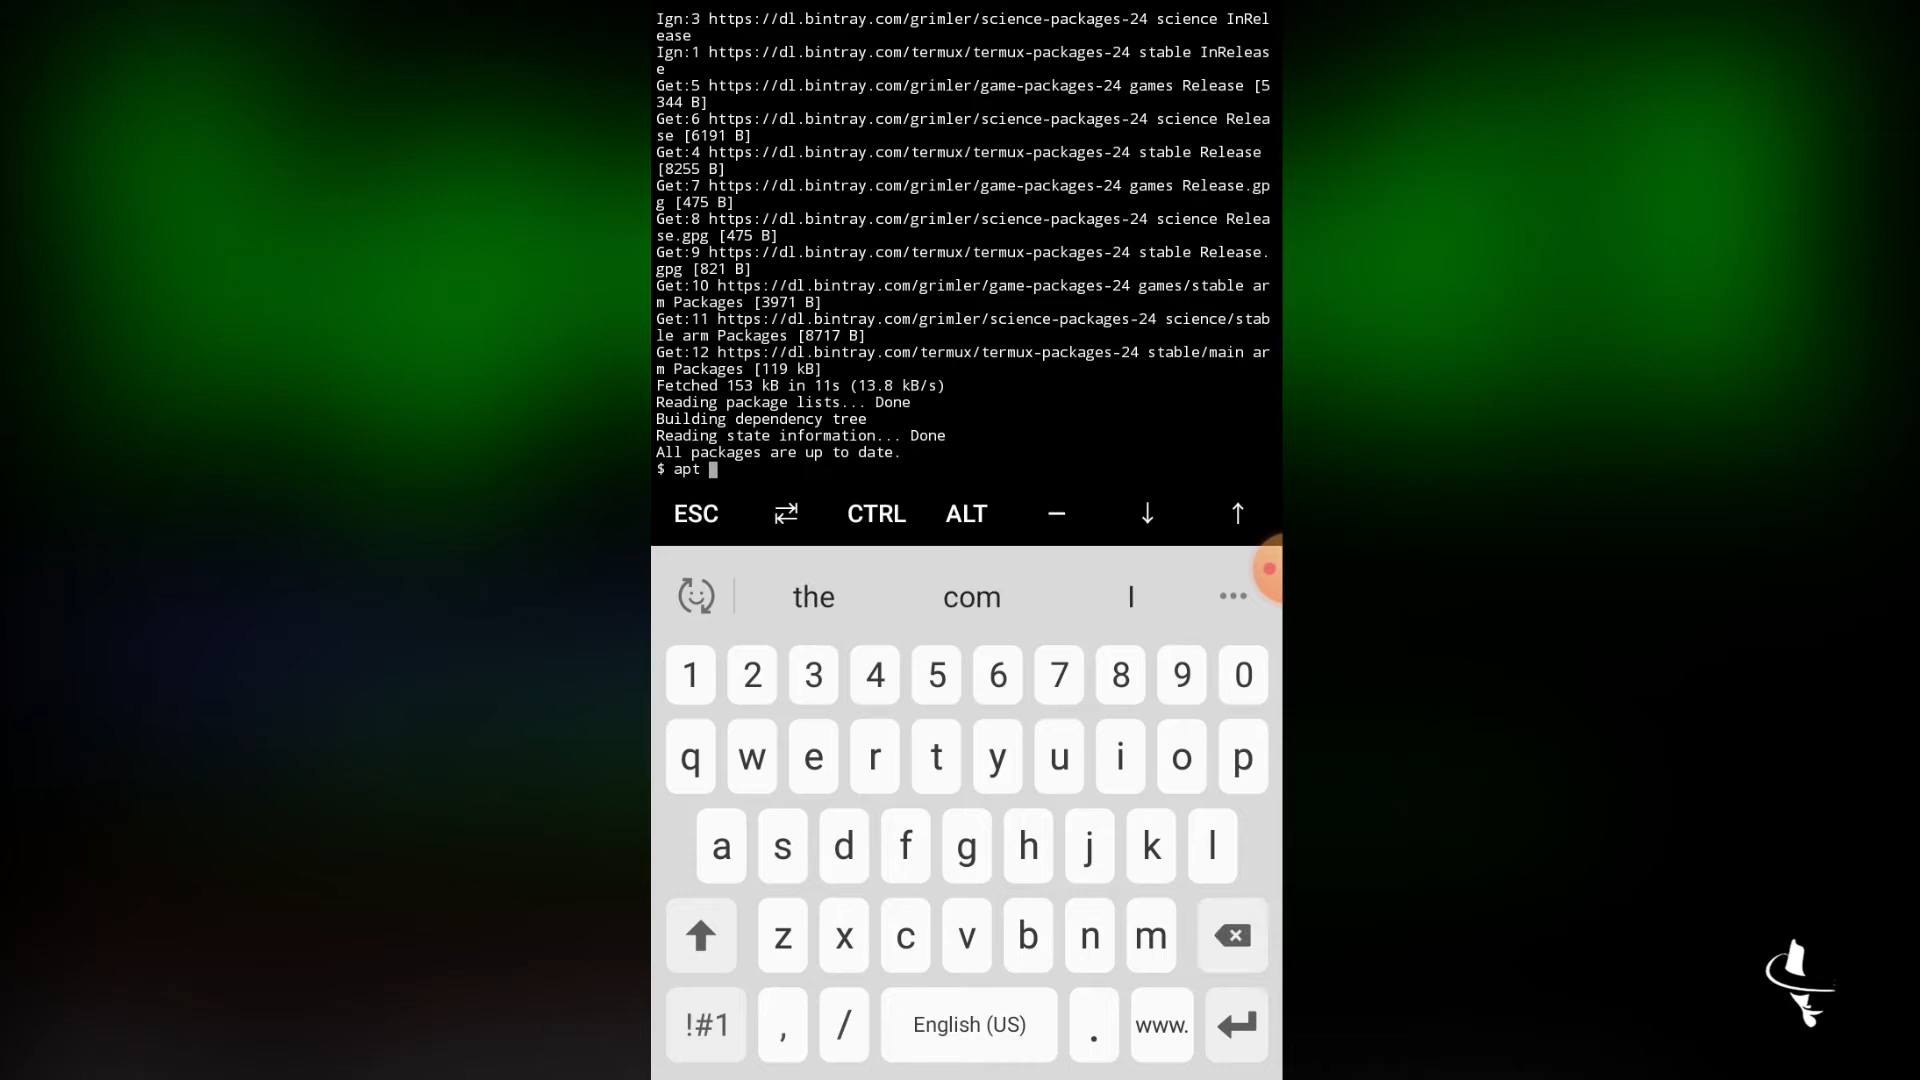 Ign:3 https://dl.bintray.com/grimler/science-packages-24 science InRel
ease
Ign:1 https://dl.bintray.com/termux/termux-packages-24 stable InReleas
e
Get:5 https://dl.bintray.com/grimler/game-packages-24 games Release [5
344 B]
Get:6 https://dl.bintray.com/grimler/science-packages-24 science Relea
se [6191 B]
Get:4 https://dl.bintray.com/termux/termux-packages-24 stable Release
[8255 B]
Get:7 https://dl.bintray.com/grimler/game-packages-24 games Release.gp
g [475 B]
Get:8 https://dl.bintray.com/grimler/science-packages-24 science Relea
se.gpg [475 B]
Get:9 https://dl.bintray.com/termux/termux-packages-24 stable Release.
gpg [821 B]
Get:10 https://dl.bintray.com/grimler/game-packages-24 games/stable ar
m Packages [3971 B]
Get:11 https://dl.bintray.com/grimler/science-packages-24 science/stab
le arm Packages [8717 B]
Get:12 https://dl.bintray.com/termux/termux-packages-24 stable/main ar
m Packages [119 kB]
Fetched 153 kB in 11s (13.8 kB/s)
Reading package lists... Done
Building dependency tree
Reading state information... Done
All packages are up to date.
$ apt
ESC ⇄ CTRL ALT — ↓ ↑
the com I ...
1 2 3 4 5 6 7 8 9 0
q w e r t y u i o p
a s d f g h j k l
z x c v b n m
!#1 , / English (US) . www.